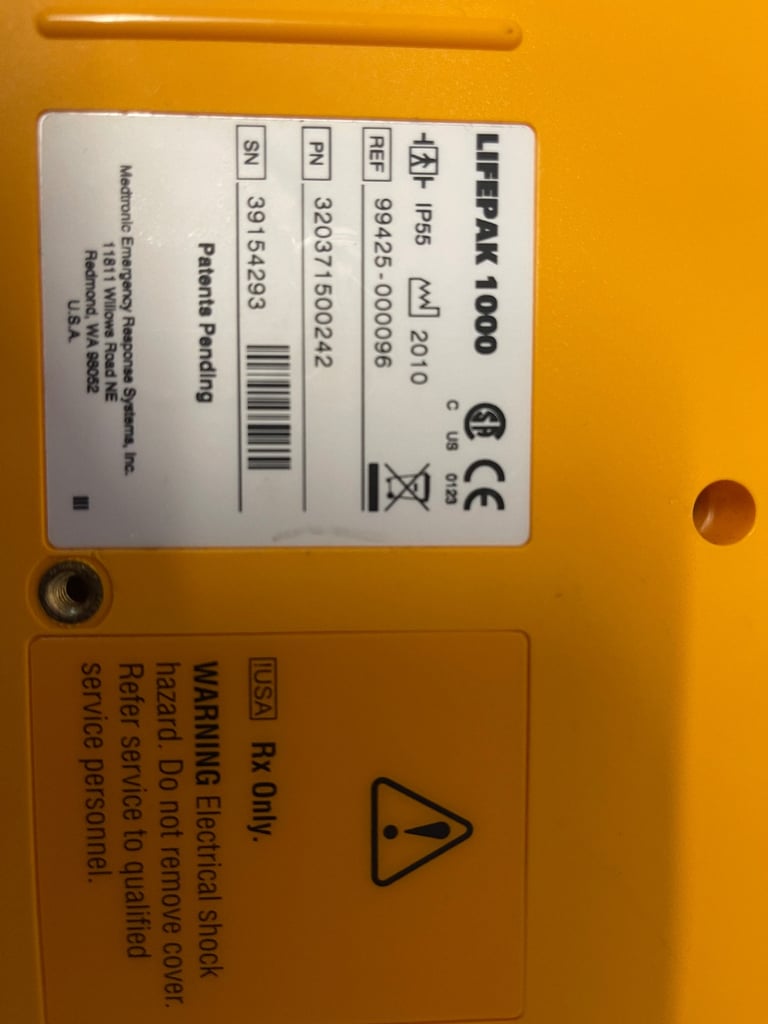 LIFEPAK 1000
SA CE
C US 0123
IP55 2010
REF 99425-000096
PN 320371500242
SN 39154293
Patents Pending
Medtronic Emergency Response Systems, Inc.
11811 Willows Road NE
Redmond, WA 98052
U.S.A.
!USA Rx Only.
WARNING Electrical shock
hazard. Do not remove cover.
Refer service to qualified
service personnel.